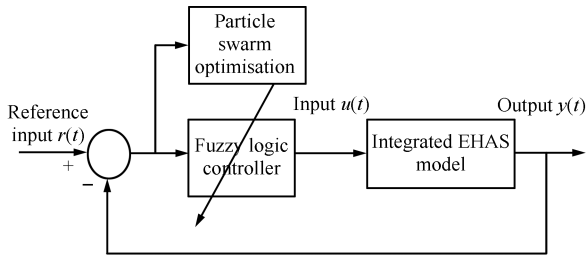 Particle
swarm
optimisation
Reference
input r(t)
+
−
Fuzzy logic
controller
Input u(t)
Integrated EHAS
model
Output y(t)